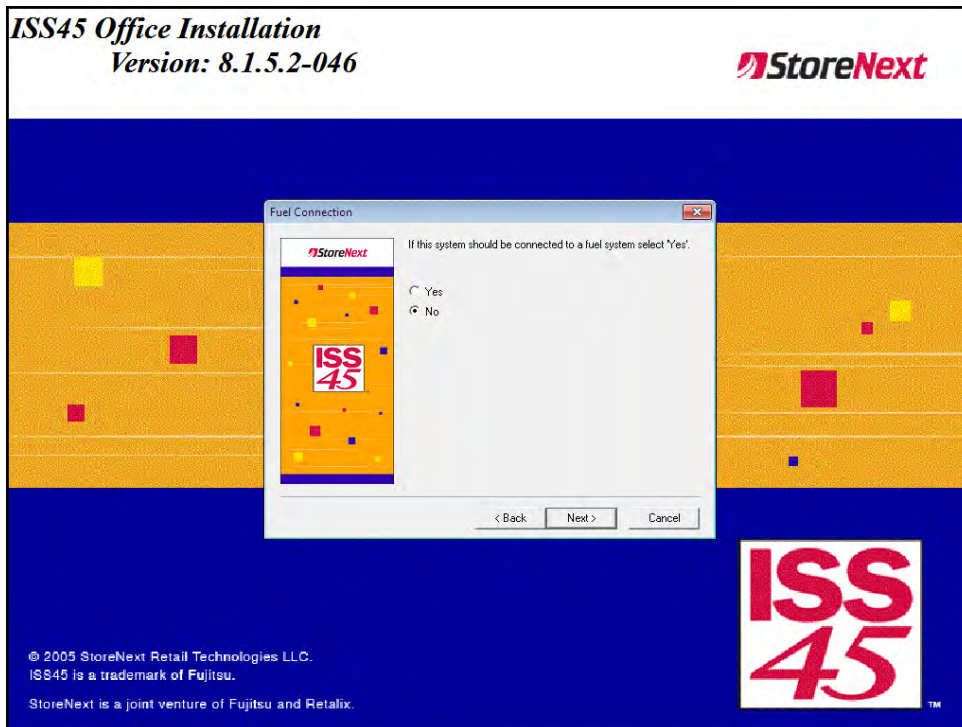 ISS45 Office Installation
Version: 8.1.5.2-046
StoreNext
Fuel Connection
StoreNext
If this system should be connected to a fuel system select 'Yes'.
Yes
No
ISS
45
< Back
Next >
Cancel
ISS
45
TM
© 2005 StoreNext Retail Technologies LLC.
ISS45 is a trademark of Fujitsu.
StoreNext is a joint venture of Fujitsu and Retalix.